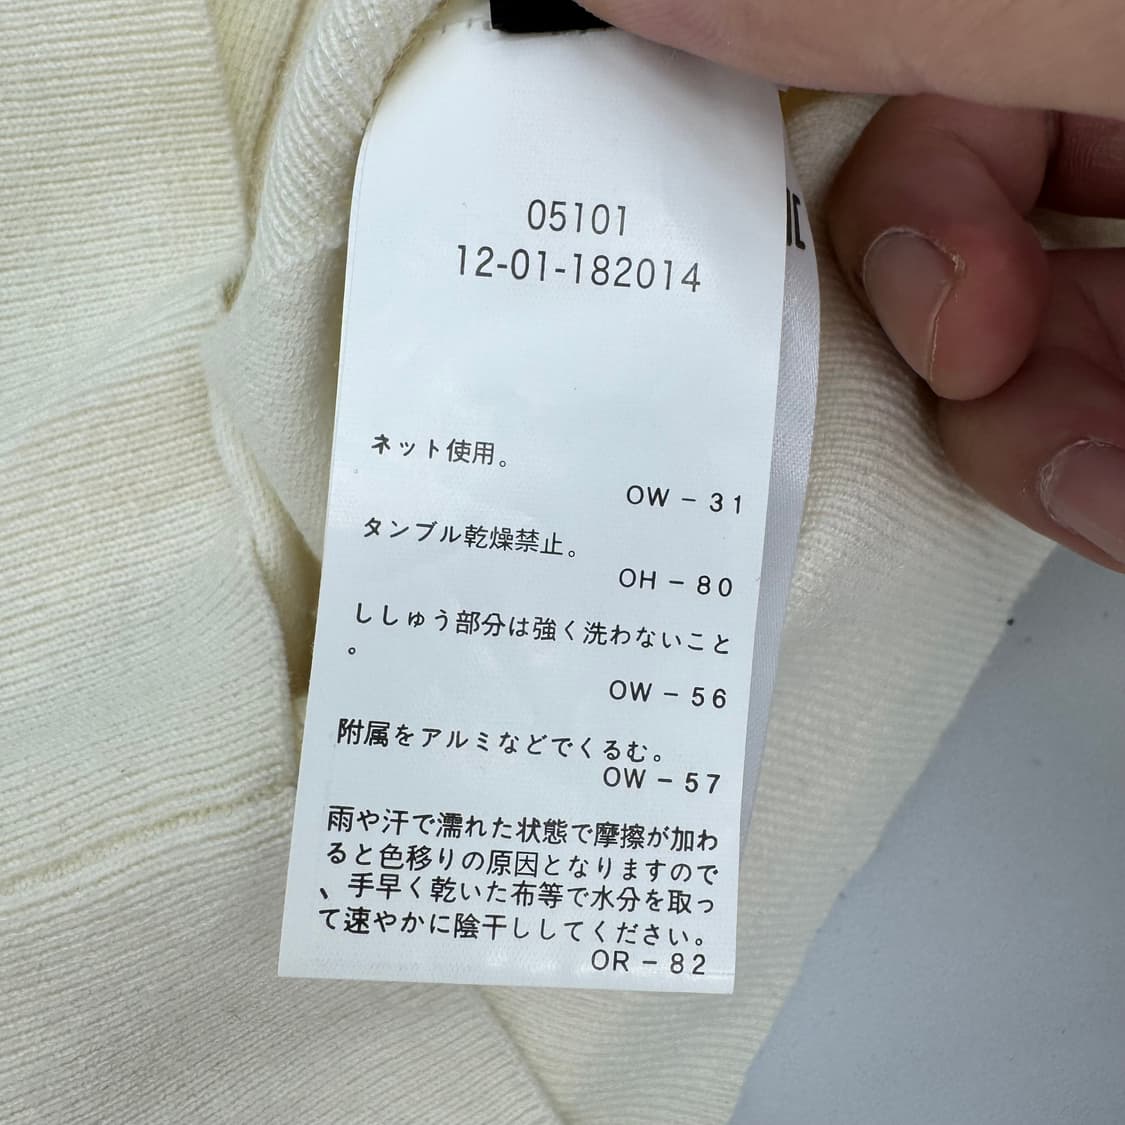 05101
12-01-182014
ネット使用。
OW－31
タンブル乾燥禁止。
OH－80
ししゅう部分は強く洗わないこと
。
OW－56
附属をアルミなどでくるむ。
OW－57
雨や汗で濡れた状態で摩擦が加わ
ると色移りの原因となりますので
、手早く乾いた布等で水分を取っ
て速やかに陰干ししてください。
OR－82